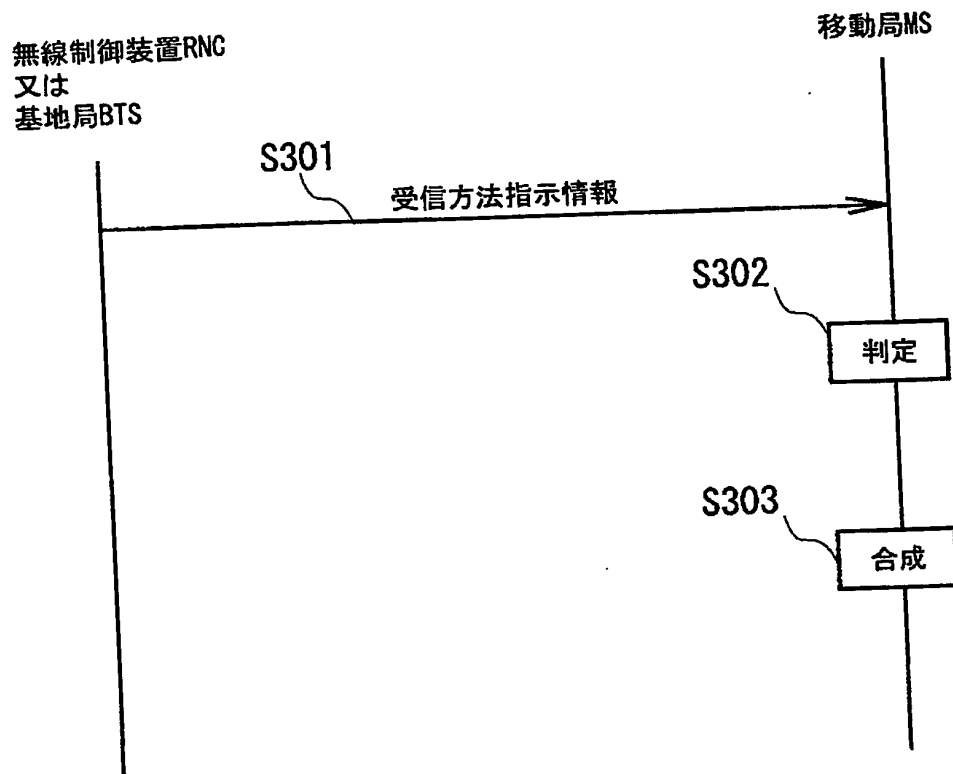 無線制御装置RNC
又は
基地局BTS
移動局MS
S301
受信方法指示情報
S302
判定
S303
合成